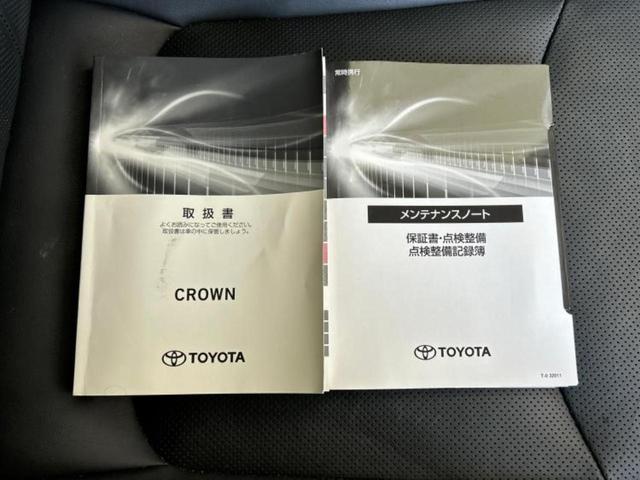 取扱書
よくお読みになってご使用ください。
取扱書は車の中に保管しましょう。
CROWN
TOYOTA
常時携行
メンテナンスノート
保証書・点検整備
点検整備記録簿
TOYOTA
T-0 32011